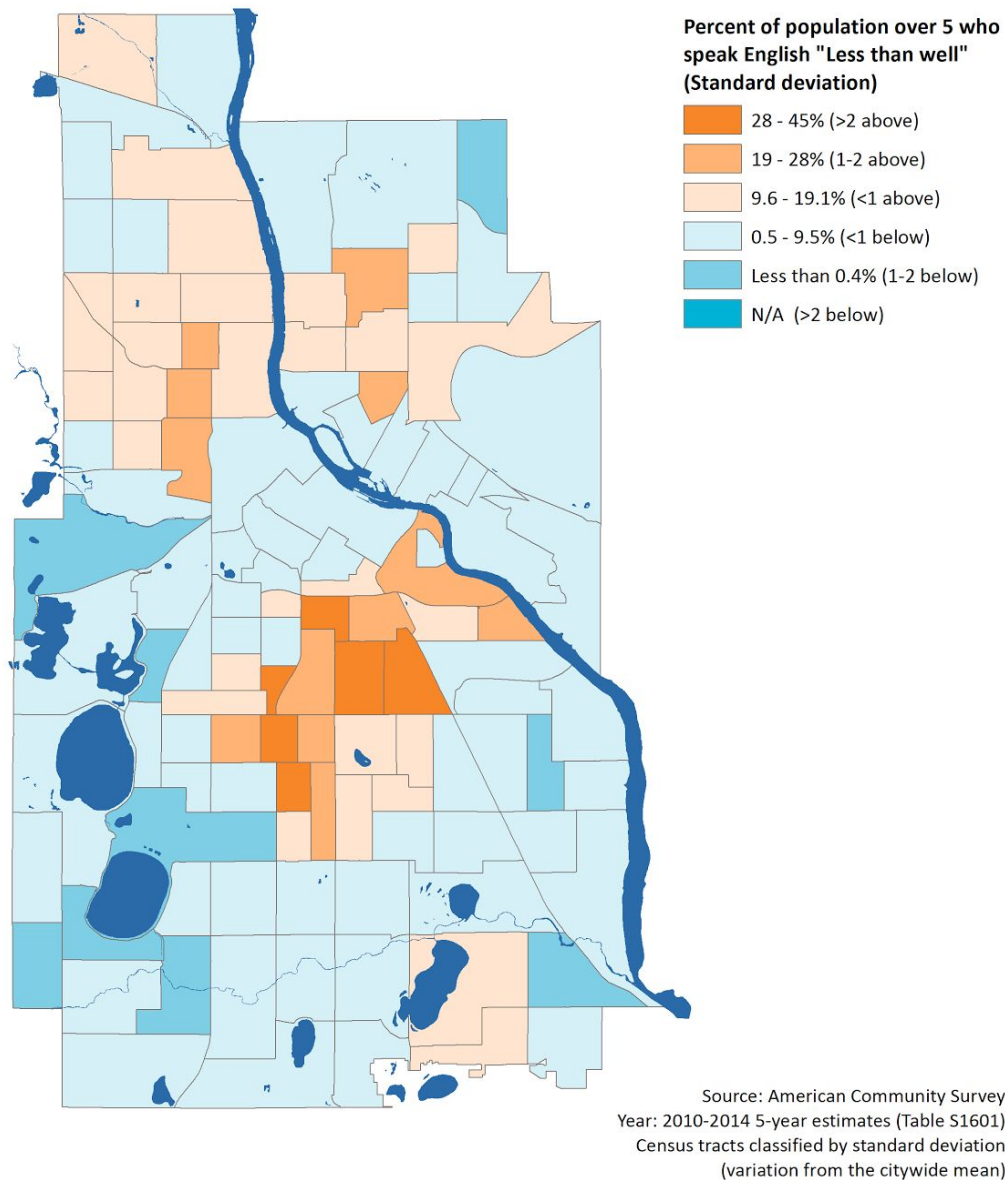 Percent of population over 5 who
speak English "Less than well"
(Standard deviation)
28 - 45% (>2 above)
19 - 28% (1-2 above)
9.6 - 19.1% (<1 above)
0.5 - 9.5% (<1 below)
Less than 0.4% (1-2 below)
N/A (>2 below)
Source: American Community Survey
Year: 2010-2014 5-year estimates (Table S1601)
Census tracts classified by standard deviation
(variation from the citywide mean)